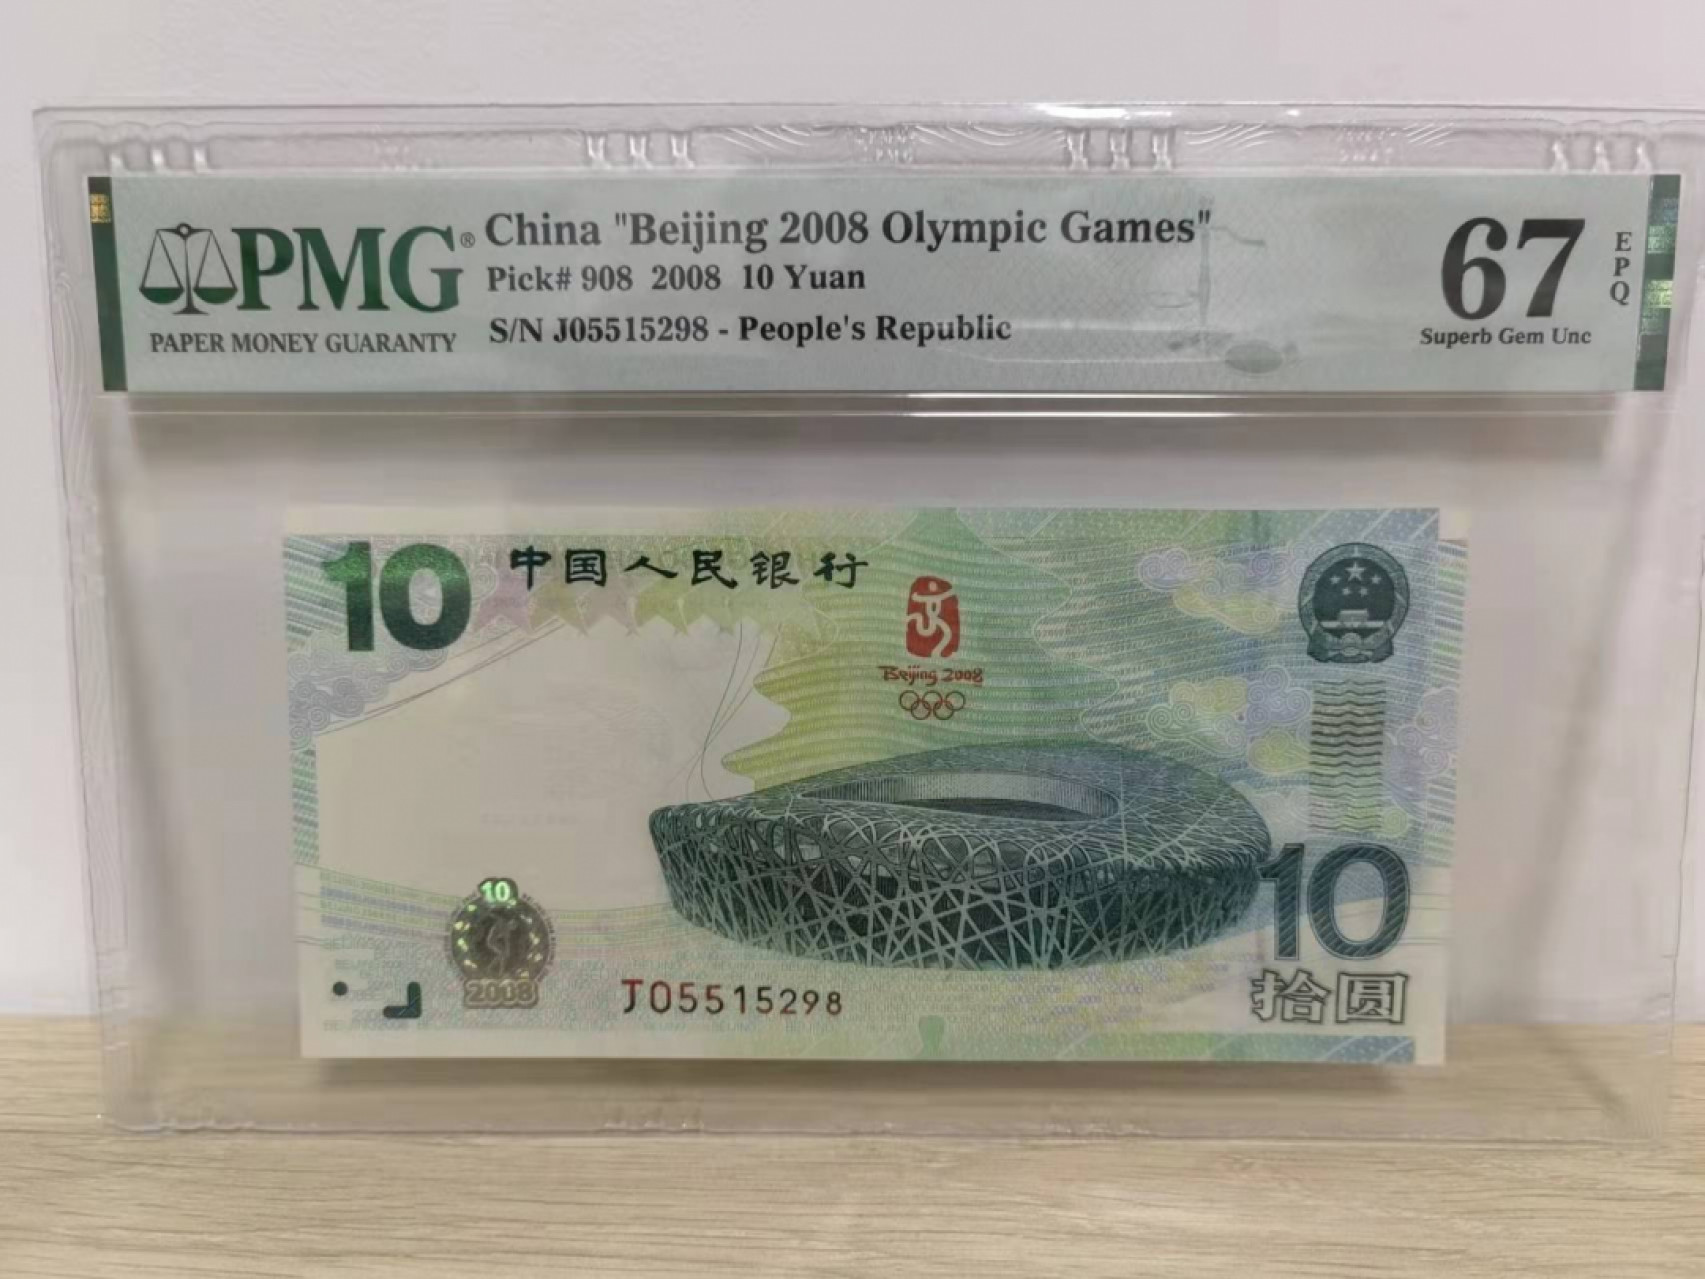 PMG®
PAPER MONEY GUARANTY
China "Beijing 2008 Olympic Games"
Pick# 908 2008 10 Yuan
S/N J05515298 - People's Republic
67
EPQ
Superb Gem Unc
10 中国人民银行
Beijing 2008
10
2008
J05515298
10
拾圆